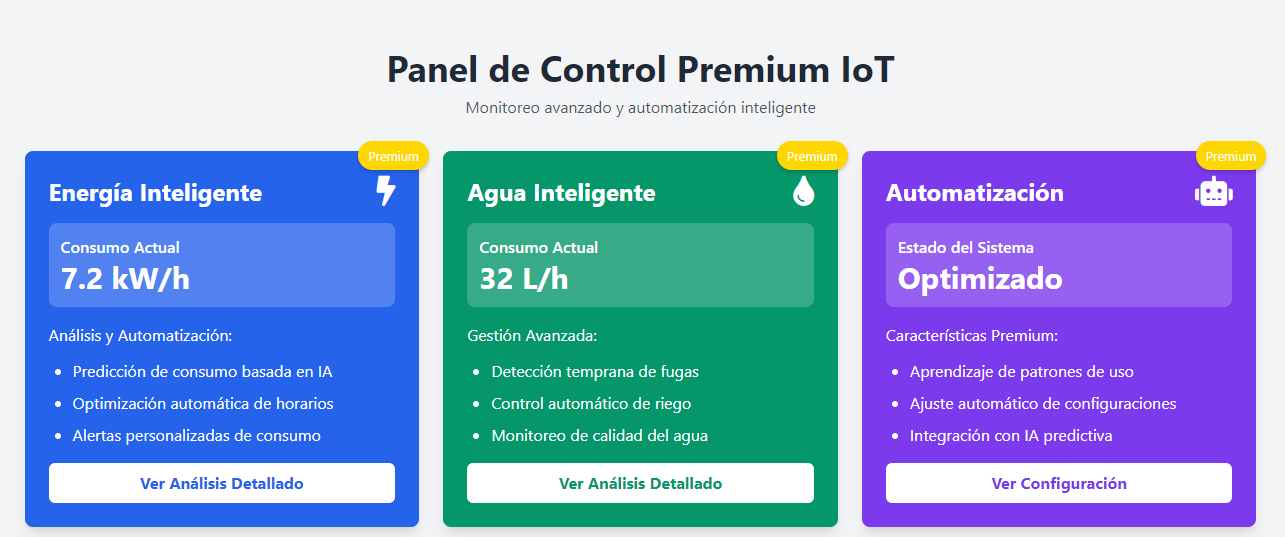 Panel de Control Premium IoT
Monitoreo avanzado y automatización inteligente
Premium
Energía Inteligente
Consumo Actual
7.2 kW/h
Análisis y Automatización:
• Predicción de consumo basada en IA
• Optimización automática de horarios
• Alertas personalizadas de consumo
Ver Análisis Detallado
Premium
Agua Inteligente
Consumo Actual
32 L/h
Gestión Avanzada:
• Detección temprana de fugas
• Control automático de riego
• Monitoreo de calidad del agua
Ver Análisis Detallado
Premium
Automatización
Estado del Sistema
Optimizado
Características Premium:
• Aprendizaje de patrones de uso
• Ajuste automático de configuraciones
• Integración con IA predictiva
Ver Configuración